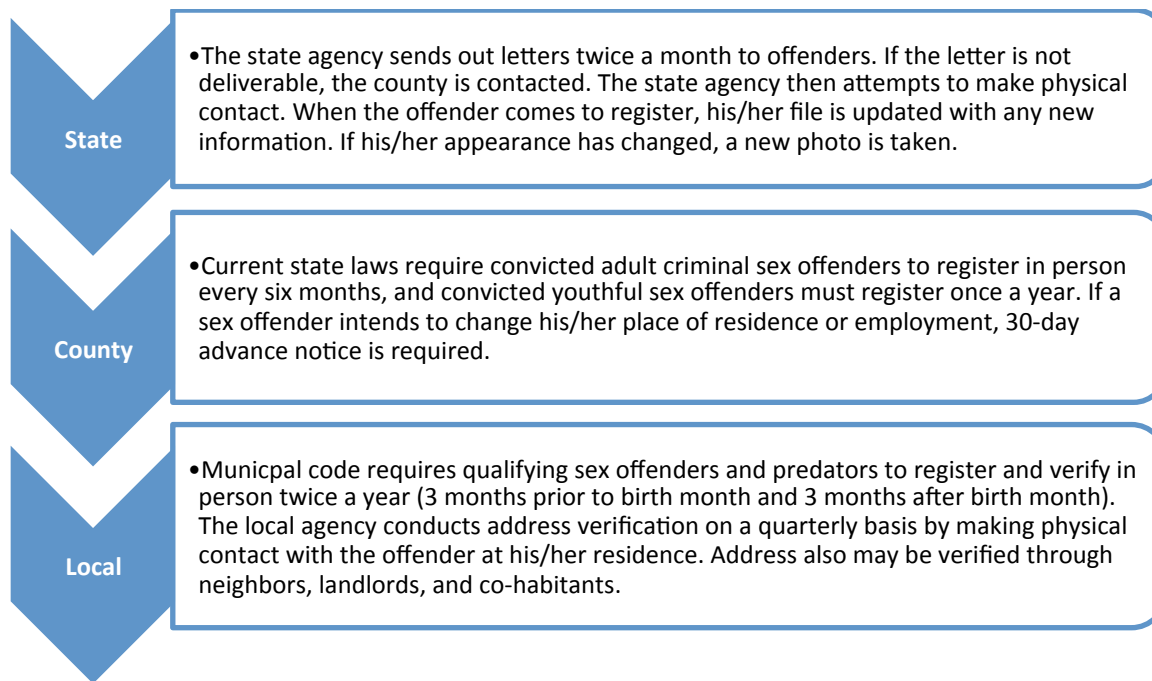 State
•The state agency sends out letters twice a month to offenders. If the letter is not
deliverable, the county is contacted. The state agency then attempts to make physical
contact. When the offender comes to register, his/her file is updated with any new
information. If his/her appearance has changed, a new photo is taken.
County
•Current state laws require convicted adult criminal sex offenders to register in person
every six months, and convicted youthful sex offenders must register once a year. If a
sex offender intends to change his/her place of residence or employment, 30-day
advance notice is required.
Local
•Municpal code requires qualifying sex offenders and predators to register and verify in
person twice a year (3 months prior to birth month and 3 months after birth month).
The local agency conducts address verification on a quarterly basis by making physical
contact with the offender at his/her residence. Address also may be verified through
neighbors, landlords, and co-habitants.